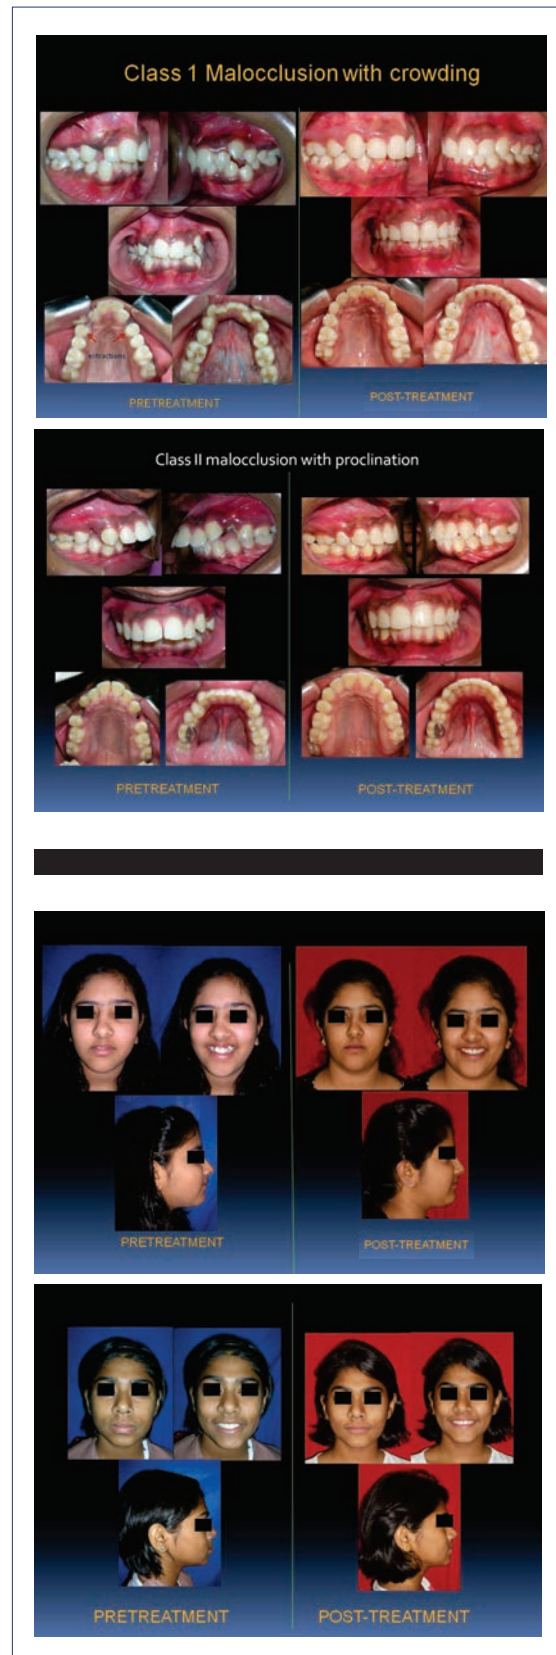 Class 1 Malocclusion with crowding
extractions
PRETREATMENT
POST-TREATMENT
Class II malocclusion with proclination
PRETREATMENT
POST-TREATMENT
PRETREATMENT
POST-TREATMENT
PRETREATMENT
POST-TREATMENT